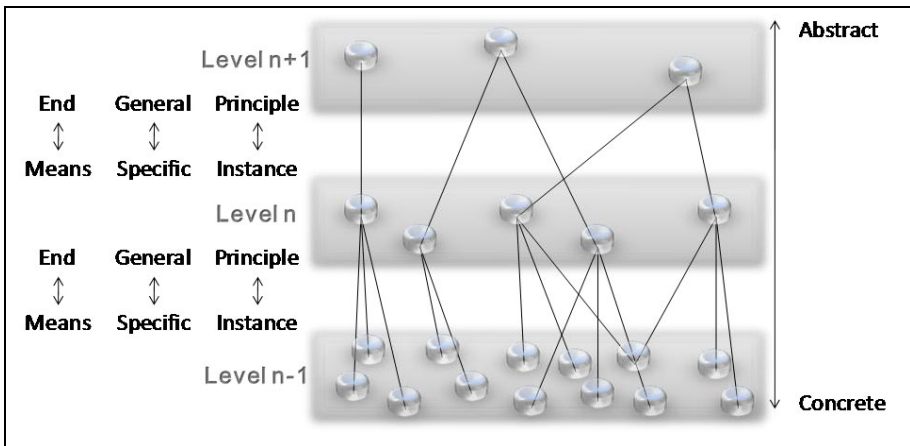 Abstract
Level n+1
End General Principle
Means Specific Instance
Level n
End General Principle
Means Specific Instance
Level n-1
Concrete